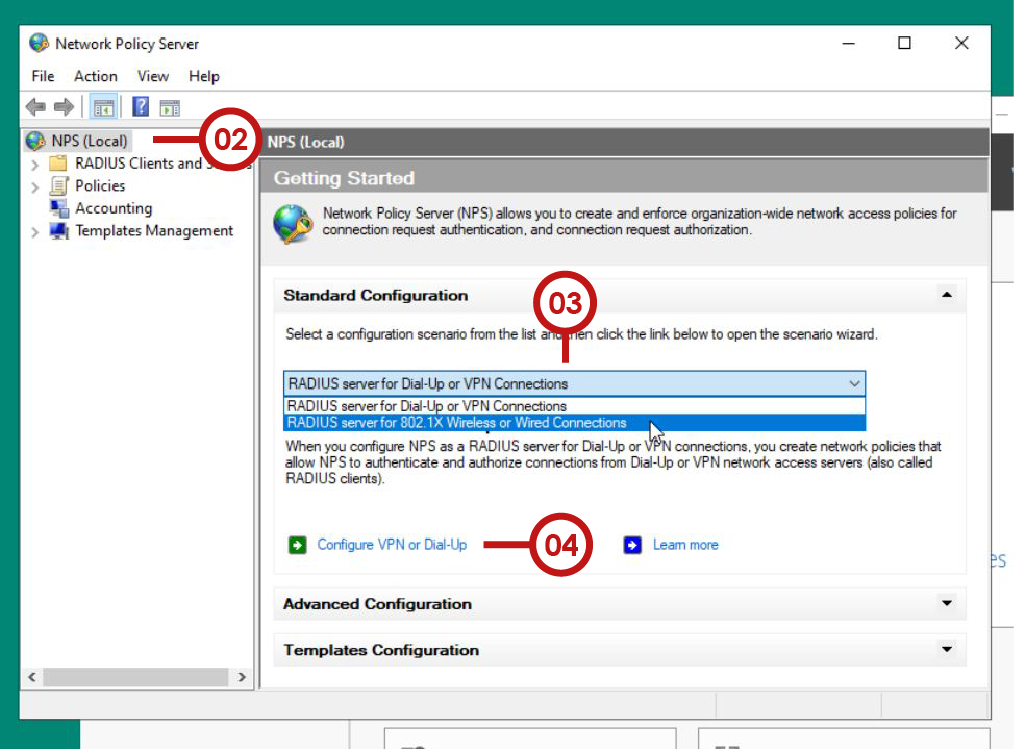 Network Policy Server
File Action View Help
NPS (Local)
02
RADIUS Clients and
Policies
Accounting
Templates Management
NPS (Local)
Getting Started
Network Policy Server (NPS) allows you to create and enforce organization-wide network access policies for
connection request authentication, and connection request authorization.
Standard Configuration
03
Select a configuration scenario from the list and then click the link below to open the scenario wizard.
RADIUS server for Dial-Up or VPN Connections
RADIUS server for Dial-Up or VPN Connections
RADIUS server for 802.1X Wireless or Wired Connections
When you configure NPS as a RADIUS server for Dial-Up or VPN connections, you create network policies that
allow NPS to authenticate and authorize connections from Dial-Up or VPN network access servers (also called
RADIUS clients).
Configure VPN or Dial-Up
04
Learn more
es
Advanced Configuration
Templates Configuration